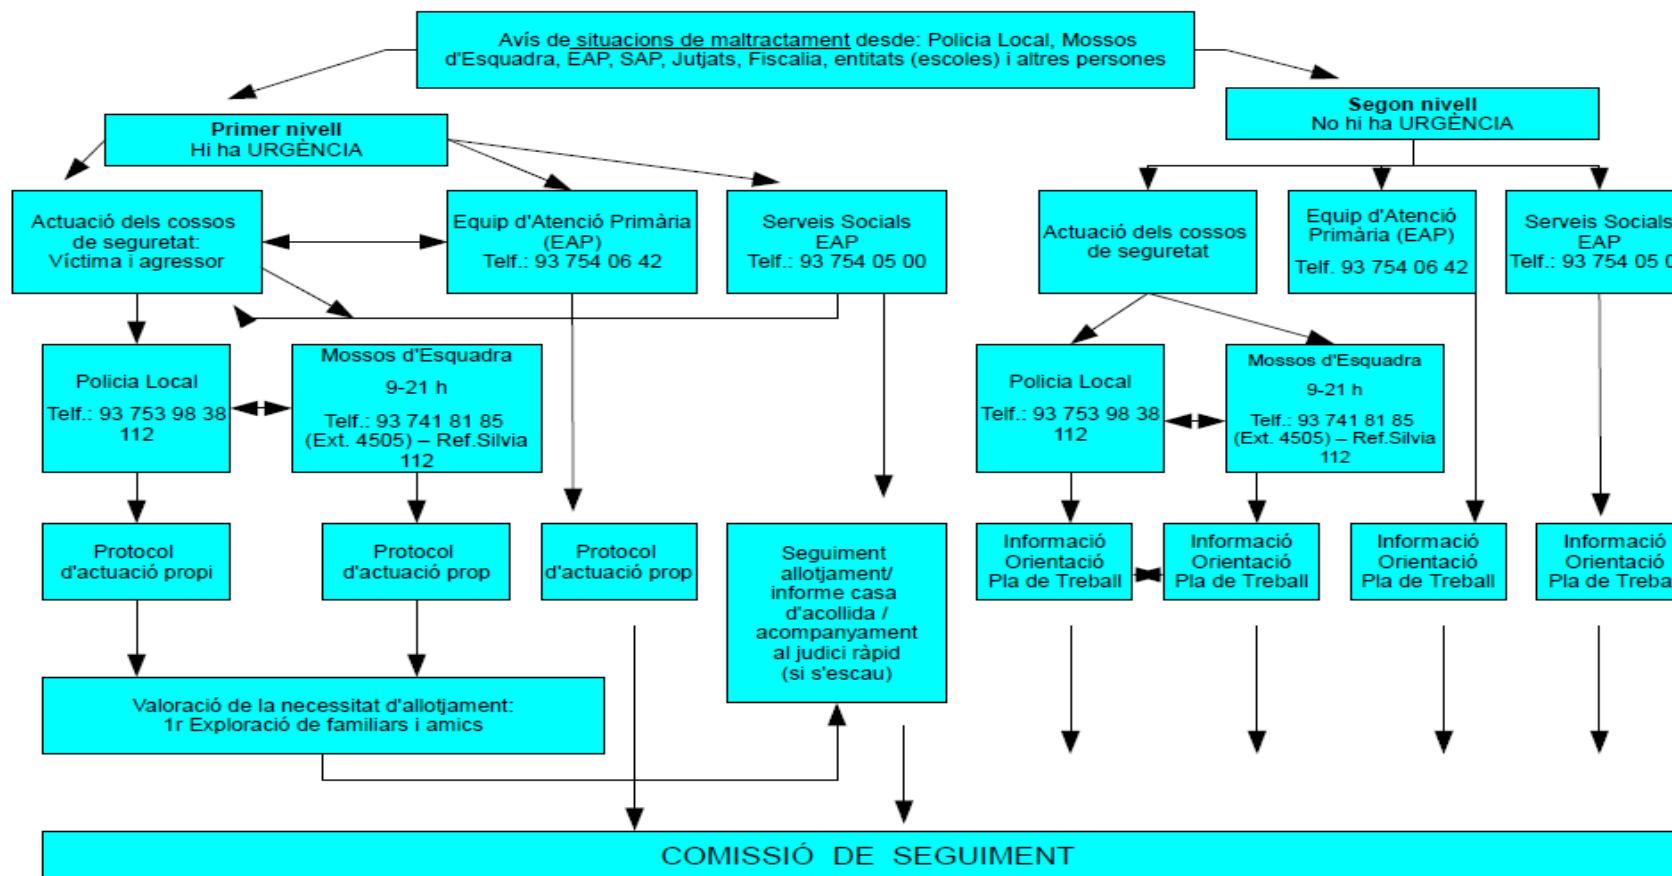 Avís de situacions de maltractament desde: Policia Local, Mossos
d'Esquadra, EAP, SAP, Jutjats, Fiscalia, entitats (escoles) i altres persones
Primer nivell
Hi ha URGÈNCIA
Segon nivell
No hi ha URGÈNCIA
Actuació dels cossos
de seguretat:
Víctima i agressor
Equip d'Atenció Primària
(EAP)
Telf.: 93 754 06 42
Serveis Socials
EAP
Telf.: 93 754 05 00
Actuació dels cossos
de seguretat
Equip d'Atenció
Primària (EAP)
Telf. 93 754 06 42
Serveis Socials
EAP
Telf.: 93 754 05 0
Policia Local
Telf.: 93 753 98 38
112
Mossos d'Esquadra
9-21 h
Telf.: 93 741 81 85
(Ext. 4505) – Ref.Silvia
112
Policia Local
Telf.: 93 753 98 38
112
Mossos d'Esquadra
9-21 h
Telf.: 93 741 81 85
(Ext. 4505) – Ref.Silvia
112
Protocol
d'actuació propi
Protocol
d'actuació prop
Protocol
d'actuació prop
Seguiment
allotjament/
informe casa
d'acollida /
acompanyament
al judici ràpid
(si s'escau)
Informació
Orientació
Pla de Treball
Informació
Orientació
Pla de Treball
Informació
Orientació
Pla de Treball
Informació
Orientació
Pla de Treba
Valoració de la necessitat d'allotjament:
1r Exploració de familiars i amics
COMISSIÓ DE SEGUIMENT